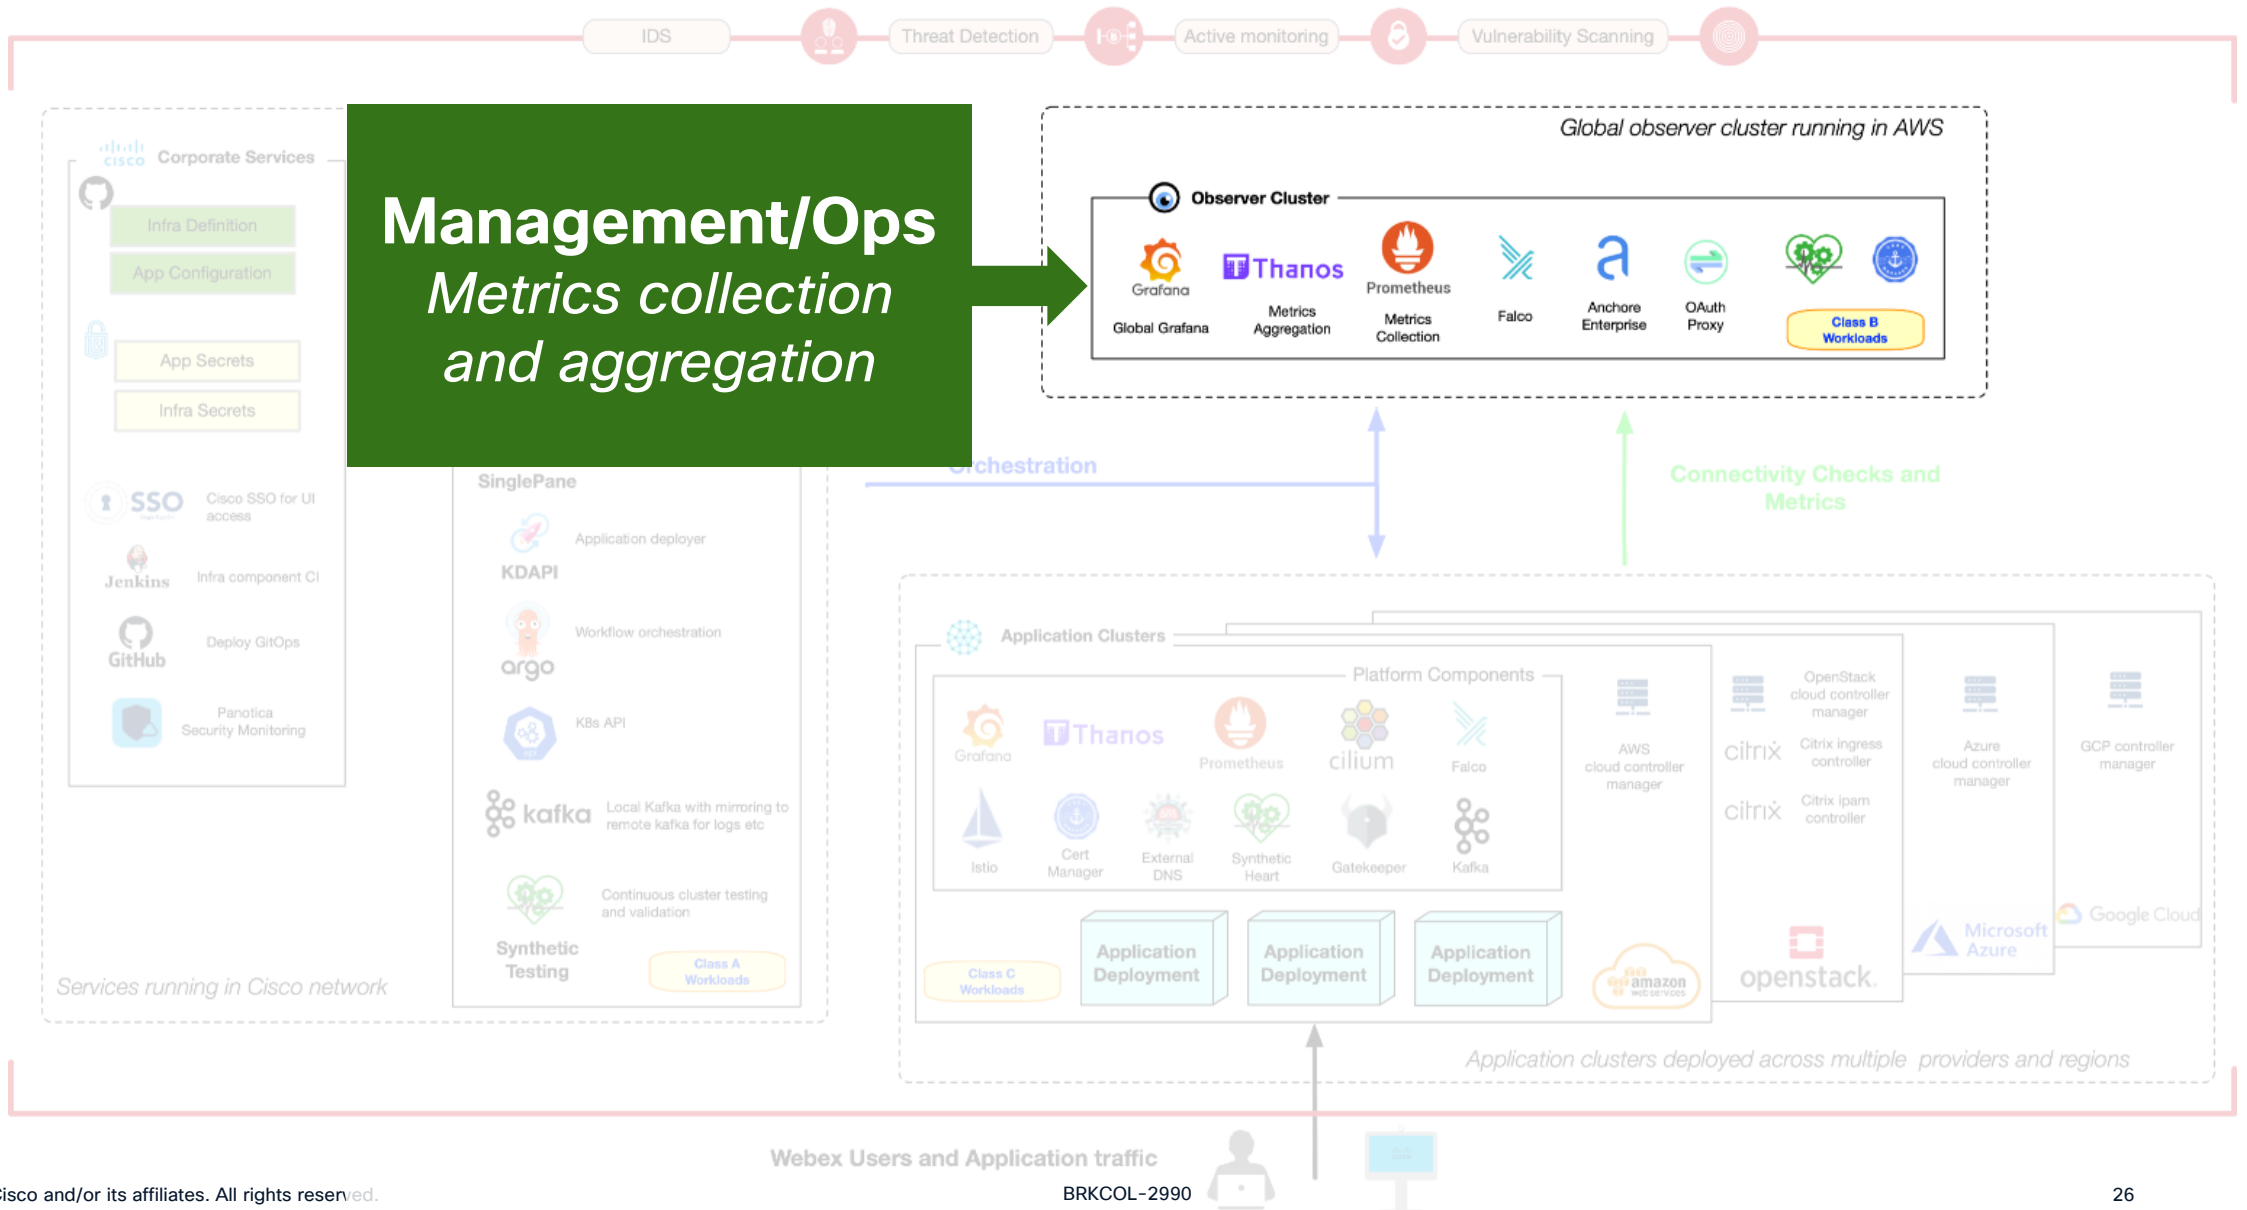 IDS
Threat Detection
Active monitoring
Vulnerability Scanning
Global observer cluster running in AWS
CISCO
Corporate Services
Infra Definition
App Configuration
App Secrets
Infra Secrets
SSO
Cisco SSO for UI
access
Jenkins
Infra component CI
GitHub
Deploy GitOps
Panotica
Security Monitoring
Services running in Cisco network
Management/Ops
Metrics collection
and aggregation
Observer Cluster
Grafana
Global Grafana
Thanos
Metrics
Aggregation
Prometheus
Metrics
Collection
Falco
Anchore
Enterprise
OAuth
Proxy
Class B
Workloads
Orchestration
Connectivity Checks and
Metrics
SinglePane
KDAPI
Application deployer
argo
Workflow orchestration
K8s API
kafka
Local Kafka with mirroring to
remote kafka for logs etc
Continuous cluster testing
and validation
Synthetic
Testing
Class A
Workloads
Application Clusters
Platform Components
Grafana
Thanos
Prometheus
cilium
Falco
Istio
Cert
Manager
External
DNS
Synthetic
Heart
Gatekeeper
Kafka
Class C
Workloads
Application
Deployment
Application
Deployment
Application
Deployment
AWS
cloud controller
manager
amazon
web services
OpenStack
cloud controller
manager
citrix
Citrix ingress
controller
citrix
Citrix ipam
controller
openstack.
Azure
cloud controller
manager
Microsoft
Azure
GCP controller
manager
Google Cloud
Application clusters deployed across multiple providers and regions
Webex Users and Application traffic
Cisco and/or its affiliates. All rights reserved.
BRKCOL-2990
26